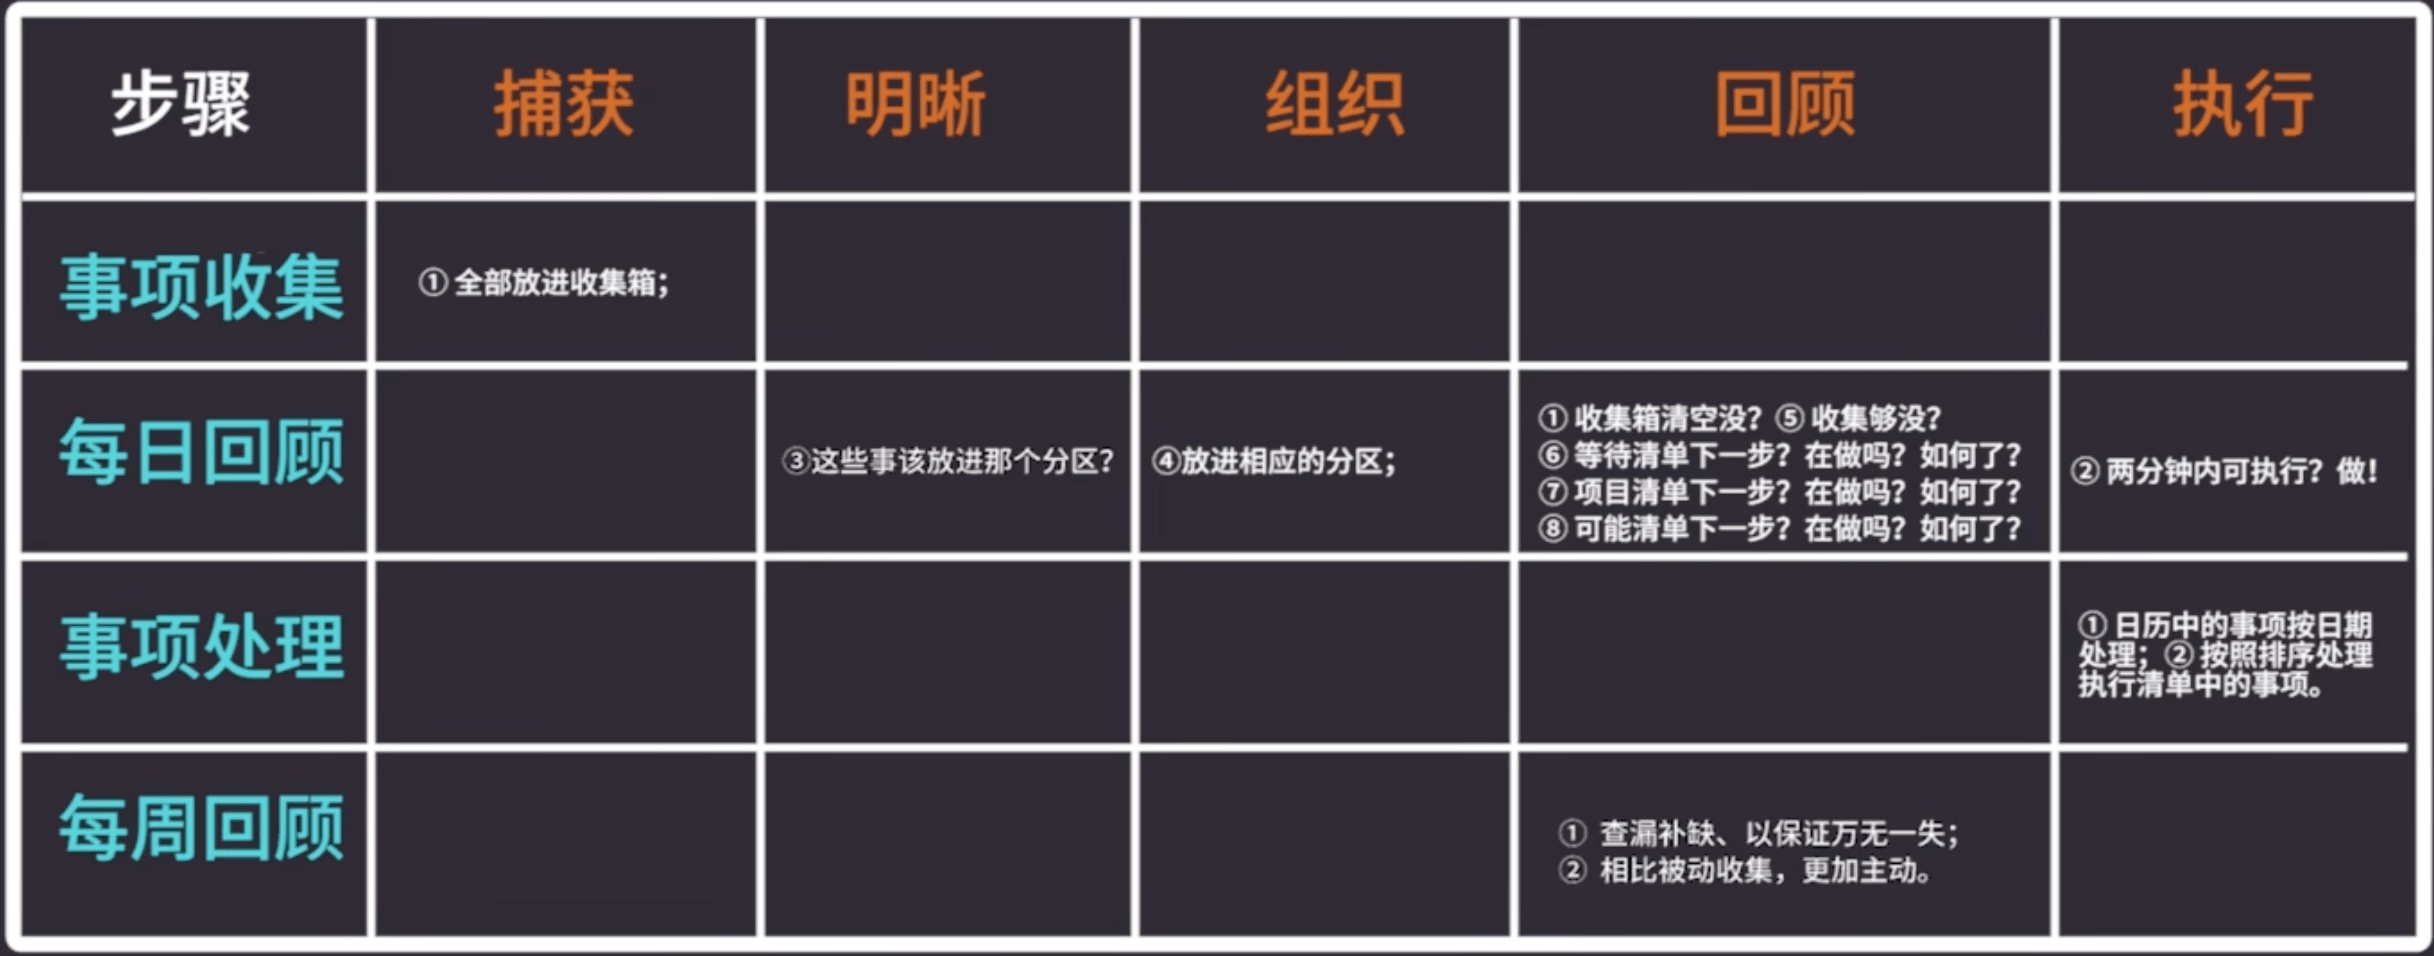 步骤 捕获 明晰 组织 回顾 执行
事项收集 ① 全部放进收集箱；
每日回顾 ③这些事该放进那个分区？ ④放进相应的分区；
① 收集箱清空没？⑤ 收集够没？
⑥ 等待清单下一步？在做吗？如何了？
⑦ 项目清单下一步？在做吗？如何了？
⑧ 可能清单下一步？在做吗？如何了？
② 两分钟内可执行？做！
事项处理
① 日历中的事项按日期
处理；② 按照排序处理
执行清单中的事项。
每周回顾
① 查漏补缺、以保证万无一失；
② 相比被动收集，更加主动。